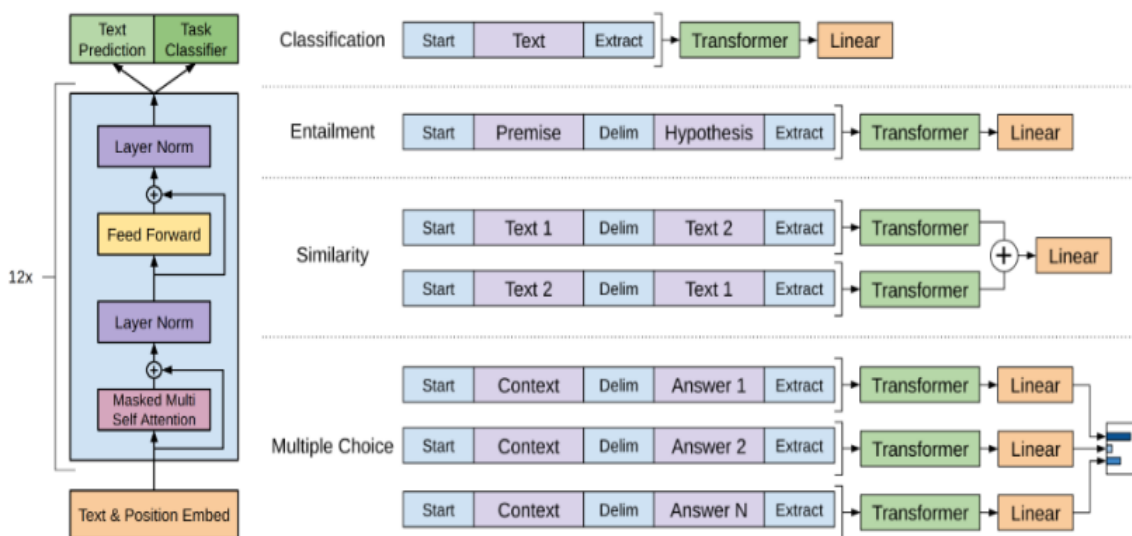 Text
Prediction
Task
Classifier
Layer Norm
Feed Forward
12x
Layer Norm
Masked Multi
Self Attention
Text & Position Embed
Classification
Start
Text
Extract
Transformer
Linear
Entailment
Start
Premise
Delim
Hypothesis
Extract
Transformer
Linear
Similarity
Start
Text 1
Delim
Text 2
Extract
Transformer
Start
Text 2
Delim
Text 1
Extract
Transformer
Linear
Multiple Choice
Start
Context
Delim
Answer 1
Extract
Transformer
Linear
Start
Context
Delim
Answer 2
Extract
Transformer
Linear
Start
Context
Delim
Answer N
Extract
Transformer
Linear